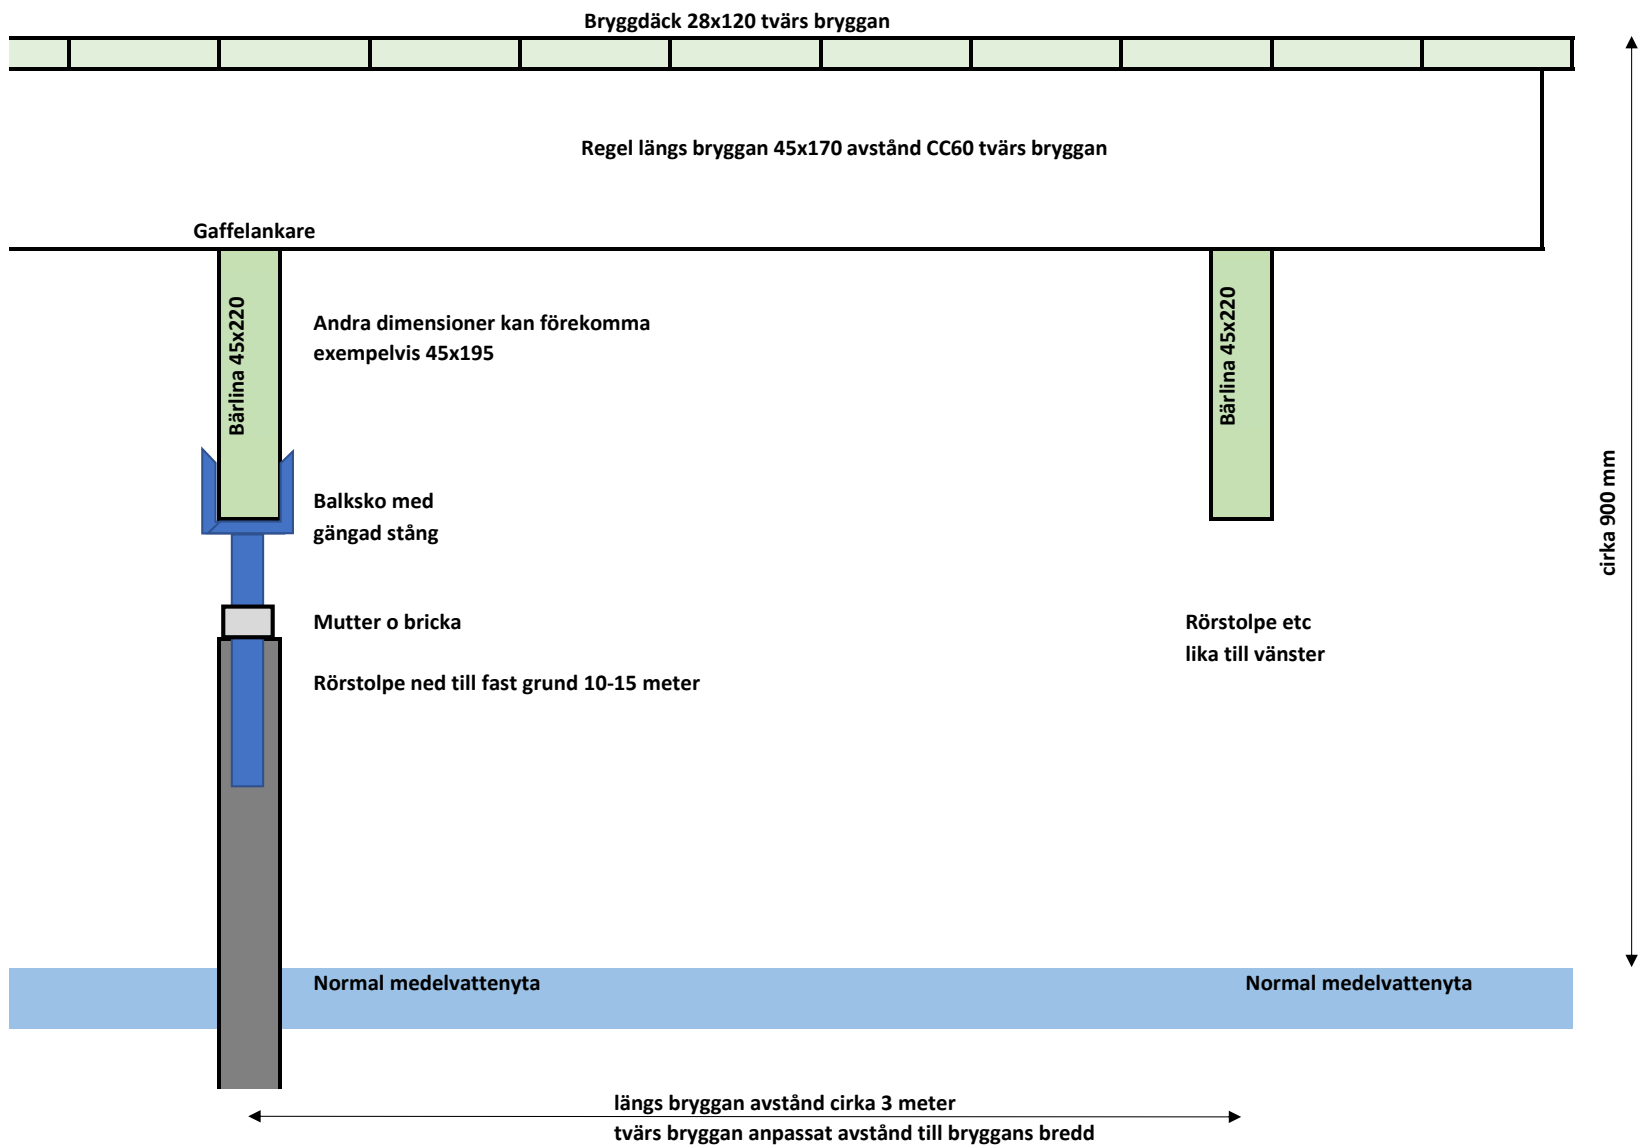 Bryggdäck 28x120 tvärs bryggan
Regel längs bryggan 45x170 avstånd CC60 tvärs bryggan
Gaffelankare
Bärlina 45x220
Andra dimensioner kan förekomma
exempelvis 45x195
Bärlina 45x220
Balksko med
gängad stång
cirka 900 mm
Mutter o bricka
Rörstolpe etc
lika till vänster
Rörstolpe ned till fast grund 10-15 meter
Normal medelvattenyta
Normal medelvattenyta
längs bryggan avstånd cirka 3 meter
tvärs bryggan anpassat avstånd till bryggans bredd